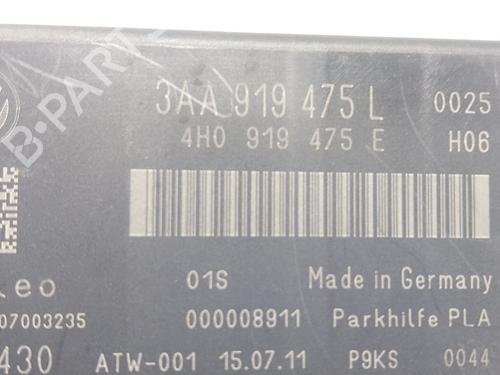 3AA 919 475 L 0025
4H0 919 475 E H06
01S Made in Germany
eo
07003235 000008911 Parkhilfe PLA
430 ATW-001 15.07.11 P9KS 0044